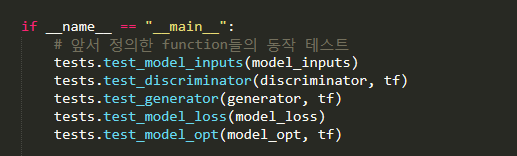 if __name__ == "__main__":
    # 앞서 정의한 function들의 동작 테스트
    tests.test_model_inputs(model_inputs)
    tests.test_discriminator(discriminator, tf)
    tests.test_generator(generator, tf)
    tests.test_model_loss(model_loss)
    tests.test_model_opt(model_opt, tf)